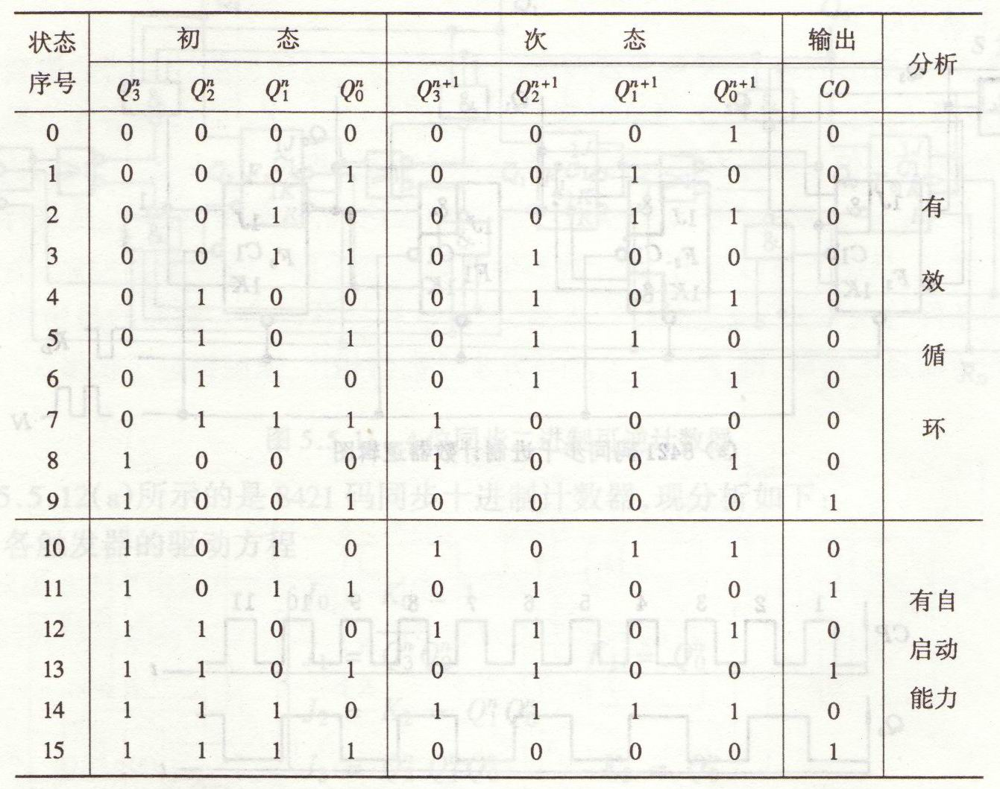 状态序号 初 态 次 态 输出 分析
Q₃ⁿ Q₂ⁿ Q₁ⁿ Q₀ⁿ Q₃ⁿ⁺¹ Q₂ⁿ⁺¹ Q₁ⁿ⁺¹ Q₀ⁿ⁺¹ CO
0 0 0 0 0 0 0 0 1 0
1 0 0 0 1 0 0 1 0 0
2 0 0 1 0 0 0 1 1 0
3 0 0 1 1 0 1 0 0 0
4 0 1 0 0 0 1 0 1 0
5 0 1 0 1 0 1 1 0 0
6 0 1 1 0 0 1 1 1 0
7 0 1 1 1 1 0 0 0 0
8 1 0 0 0 1 0 0 1 0
9 1 0 0 1 0 0 0 0 1
有效循环
10 1 0 1 0 1 0 1 1 0
11 1 0 1 1 0 1 0 0 1
12 1 1 0 0 1 1 0 1 0
13 1 1 0 1 0 1 0 0 1
14 1 1 1 0 1 1 1 1 0
15 1 1 1 1 0 0 0 0 1
有自
启动
能力